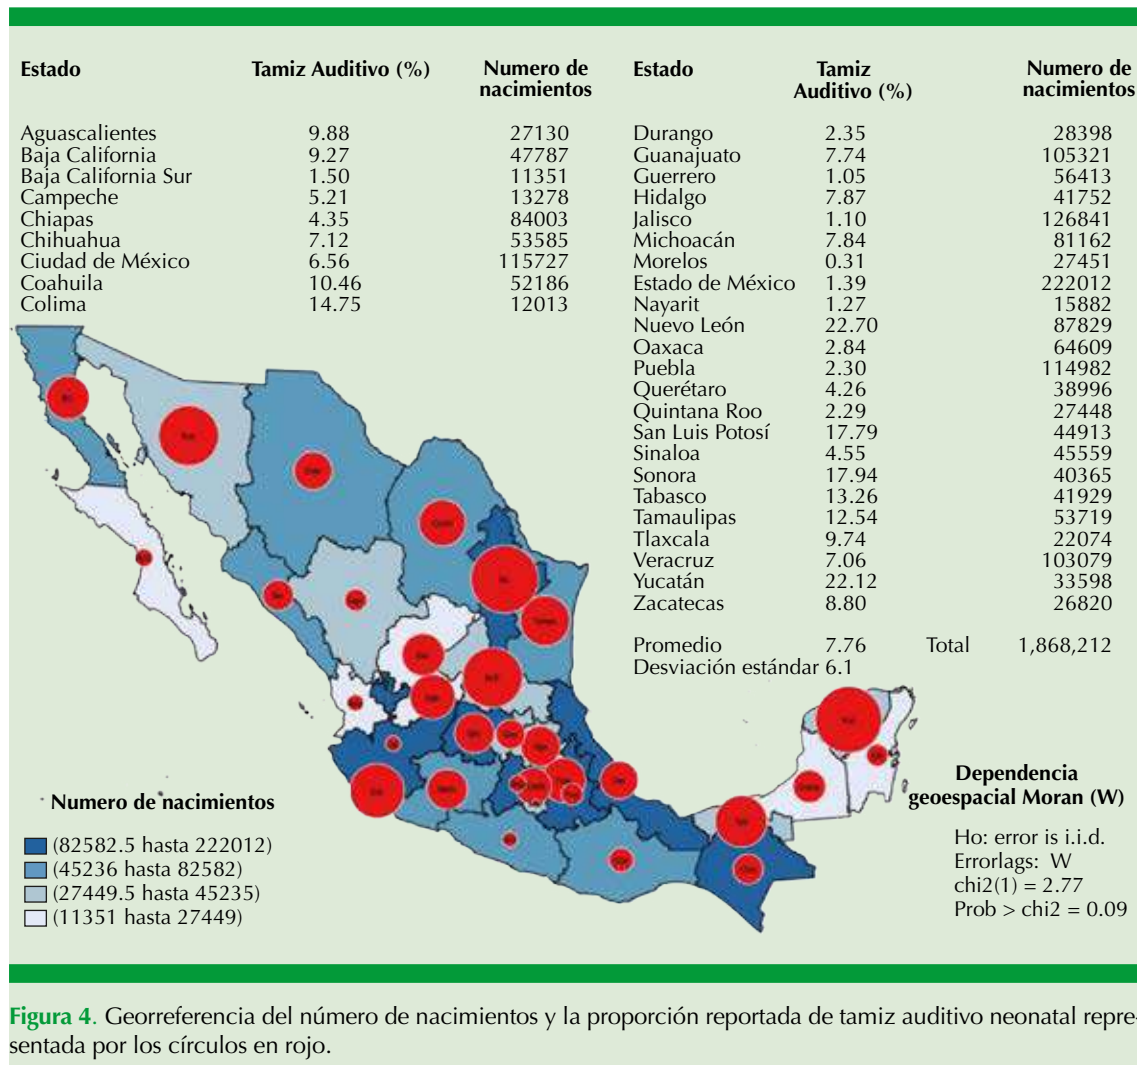 Estado Tamiz Auditivo (%) Numero de nacimientos
Aguascalientes 9.88 27130
Baja California 9.27 47787
Baja California Sur 1.50 11351
Campeche 5.21 13278
Chiapas 4.35 84003
Chihuahua 7.12 53585
Ciudad de México 6.56 115727
Coahuila 10.46 52186
Colima 14.75 12013
Estado Tamiz Auditivo (%) Numero de nacimientos
Durango 2.35 28398
Guanajuato 7.74 105321
Guerrero 1.05 56413
Hidalgo 7.87 41752
Jalisco 1.10 126841
Michoacán 7.84 81162
Morelos 0.31 27451
Estado de México 1.39 222012
Nayarit 1.27 15882
Nuevo León 22.70 87829
Oaxaca 2.84 64609
Puebla 2.30 114982
Querétaro 4.26 38996
Quintana Roo 2.29 27448
San Luis Potosí 17.79 44913
Sinaloa 4.55 45559
Sonora 17.94 40365
Tabasco 13.26 41929
Tamaulipas 12.54 53719
Tlaxcala 9.74 22074
Veracruz 7.06 103079
Yucatán 22.12 33598
Zacatecas 8.80 26820
Promedio 7.76 Total 1,868,212
Desviación estándar 6.1
Numero de nacimientos
(82582.5 hasta 222012)
(45236 hasta 82582)
(27449.5 hasta 45235)
(11351 hasta 27449)
Dependencia
geoespacial Moran (W)
Ho: error is i.i.d.
Errorlags: W
chi2(1) = 2.77
Prob > chi2 = 0.09
Figura 4. Georreferencia del número de nacimientos y la proporción reportada de tamiz auditivo neonatal repre-
sentada por los círculos en rojo.